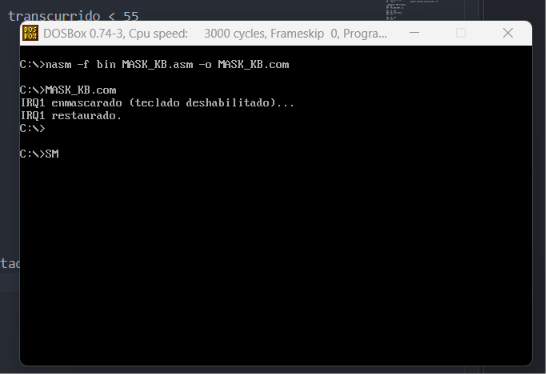 transcurrido < 55
DOSBox 0.74-3, Cpu speed: 3000 cycles, Frameskip 0, Progra...
C:\>nasm -f bin MASK_KB.asm -o MASK_KB.com
C:\>MASK_KB.com
IRQ1 enmascarado (teclado deshabilitado)...
IRQ1 restaurado.
C:\>
C:\>SM
tac